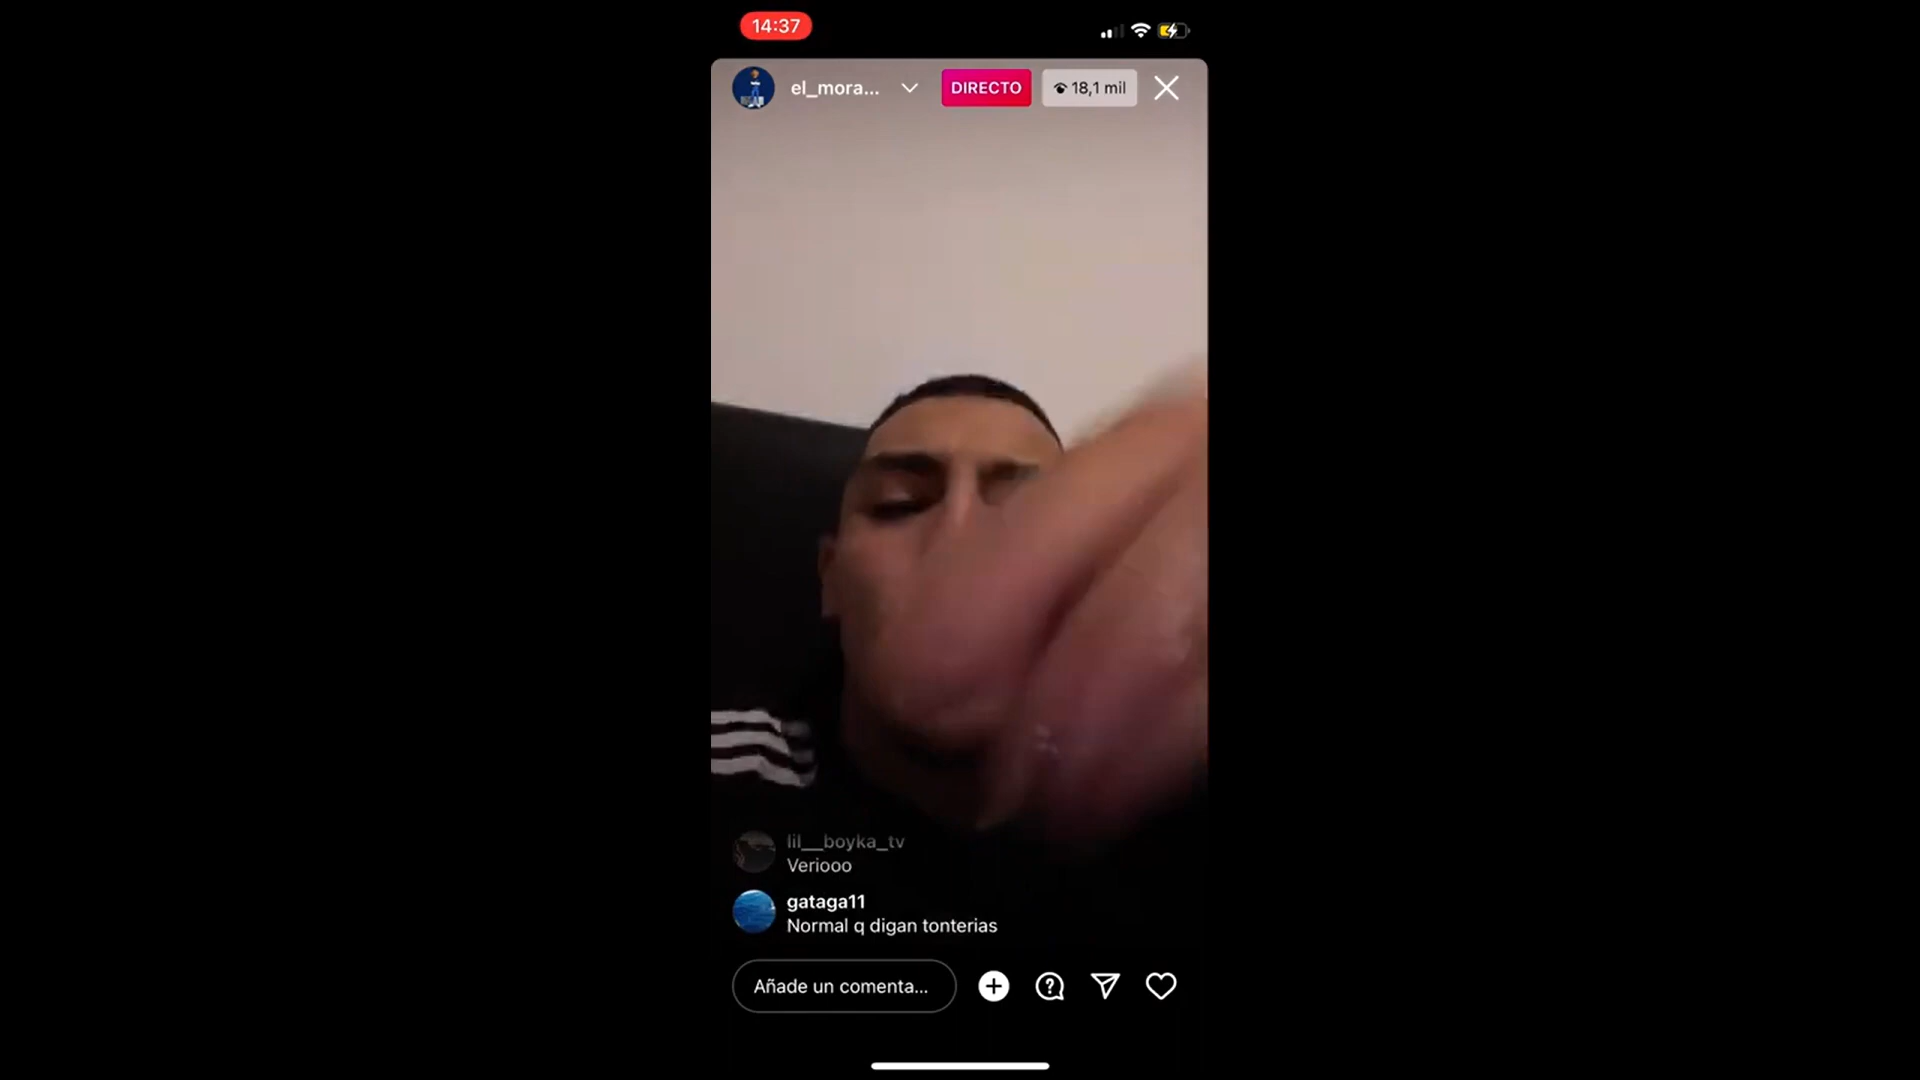 14:37
el_mora...
DIRECTO
18,1 mil
lil__boyka_tv
Veriooo
gataga11
Normal q digan tonterias
Añade un comenta...